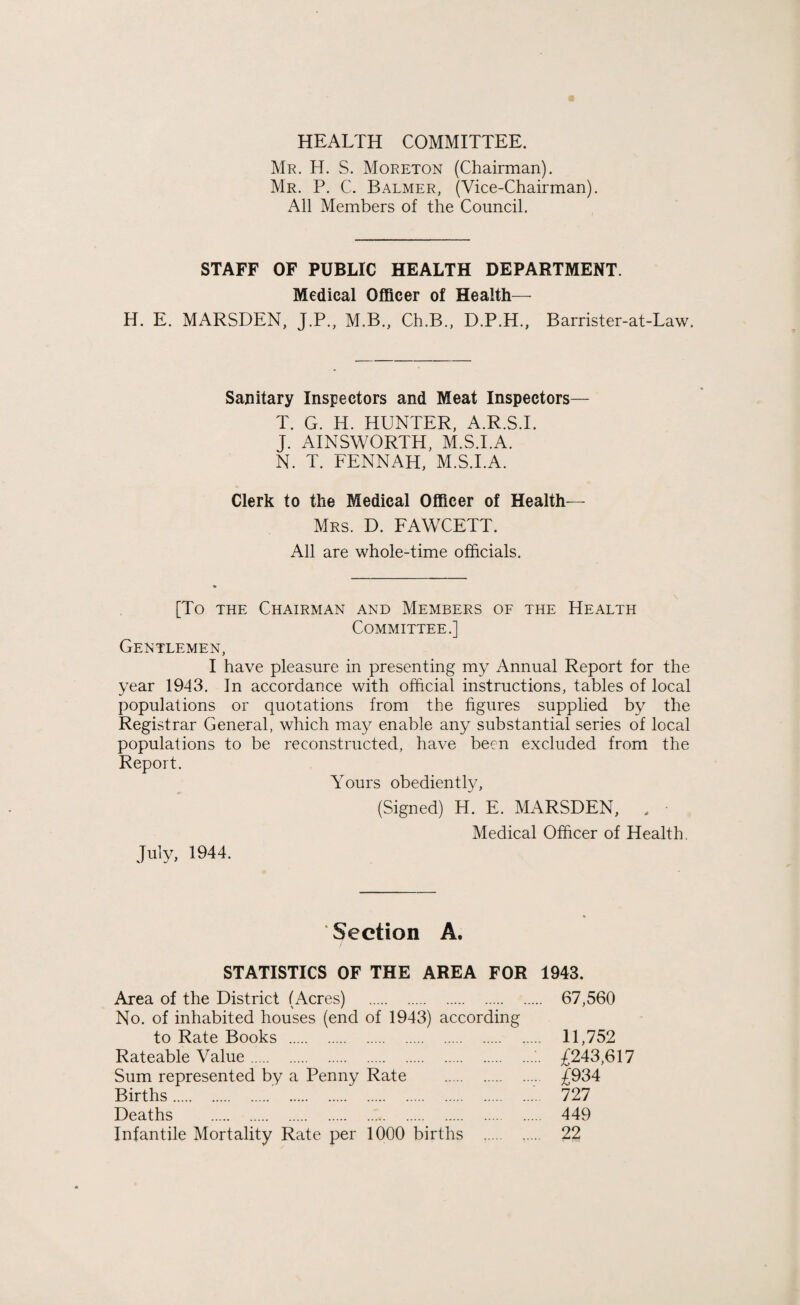 HEALTH COMMITTEE.
Mr. H. S. Moreton (Chairman).
Mr. P. C. Balmer, (Vice-Chairman).
All Members of the Council.
STAFF OF PUBLIC HEALTH DEPARTMENT.
Medical Officer of Health—
H. E. MARSDEN, J.P., M.B., Ch.B., D.P.H., Barrister-at-Law.
Sanitary Inspectors and Meat Inspectors—
T. G. H. HUNTER, A.R.S.I.
J. AINSWORTH, M.S.I.A.
N. T. FENNAH, M.S.I.A.
Clerk to the Medical Officer of Health—
Mrs. D. FAWCETT.
All are whole-time officials.
[To the Chairman and Members of the Health
Committee.]
Gentlemen,
I have pleasure in presenting my Annual Report for the
year 1943. In accordance with official instructions, tables of local
populations or quotations from the figures supplied by the
Registrar General, which may enable any substantial series of local
populations to be reconstructed, have been excluded from the
Report.
Yours obediently,
(Signed) H. E. MARSDEN,
Medical Officer of Health.
July, 1944.
Section A.
STATISTICS OF THE AREA FOR 1943.
Area of the District (Acres) ..... ..... ..... ..... ..... 67,560
No. of inhabited houses (end of 1943) according
to Rate Books ..... ..... ..... ..... ..... ..... ..... 11,752
Rateable Value ..... ..... ..... ..... ..... ..... ..... ..... £243,617
Sum represented by a Penny Rate ..... ..... ..... £934
Births ..... ..... ..... ..... ..... ..... ..... ..... ..... ..... 727
Deaths ..... ..... ..... ..... ..... ..... ..... ..... ..... 449
Infantile Mortality Rate per 1000 births ..... ..... 22